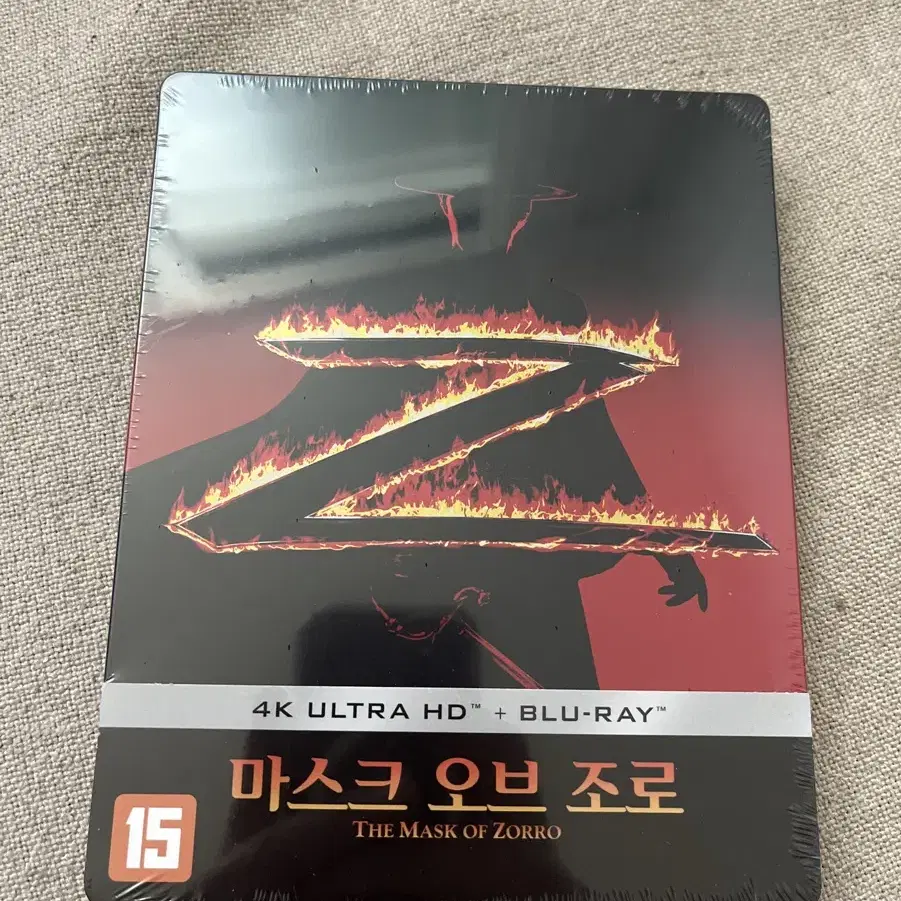 Z
4K ULTRA HD™ + BLU-RAY™
마스크 오브 조로
THE MASK OF ZORRO
15